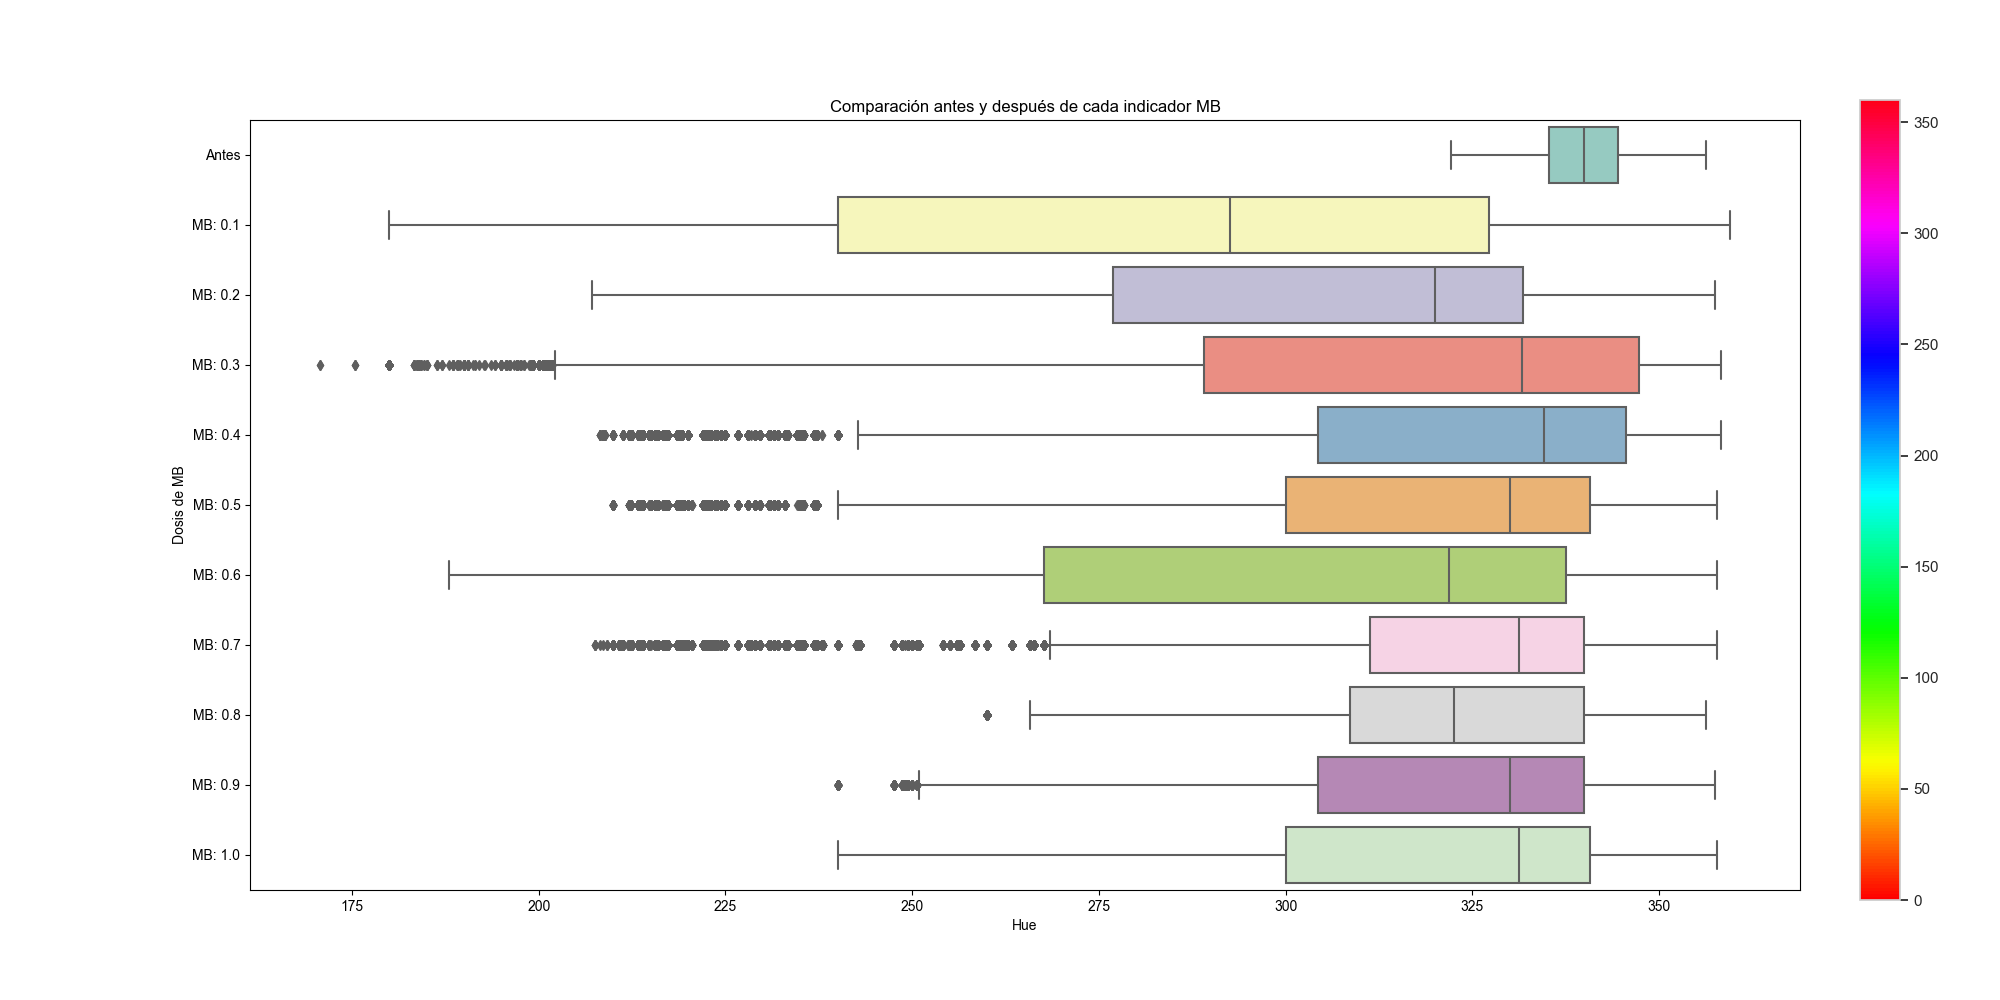 Comparación antes y después de cada indicador MB
Antes
MB: 0.1
MB: 0.2
MB: 0.3
MB: 0.4
MB: 0.5
MB: 0.6
MB: 0.7
MB: 0.8
MB: 0.9
MB: 1.0
Dosis de MB
175 200 225 250 275 300 325 350
Hue
350
300
250
200
150
100
50
0